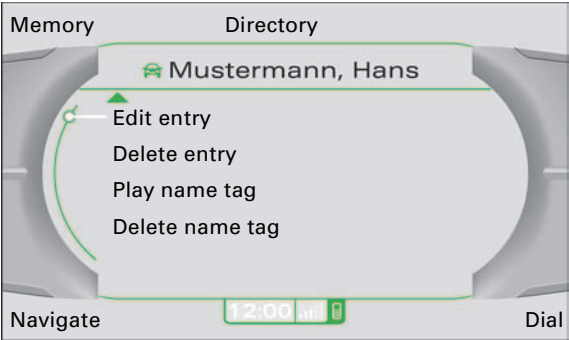 Memory Directory
Mustermann, Hans
Edit entry
Delete entry
Play name tag
Delete name tag
Navigate 12:00 Dial